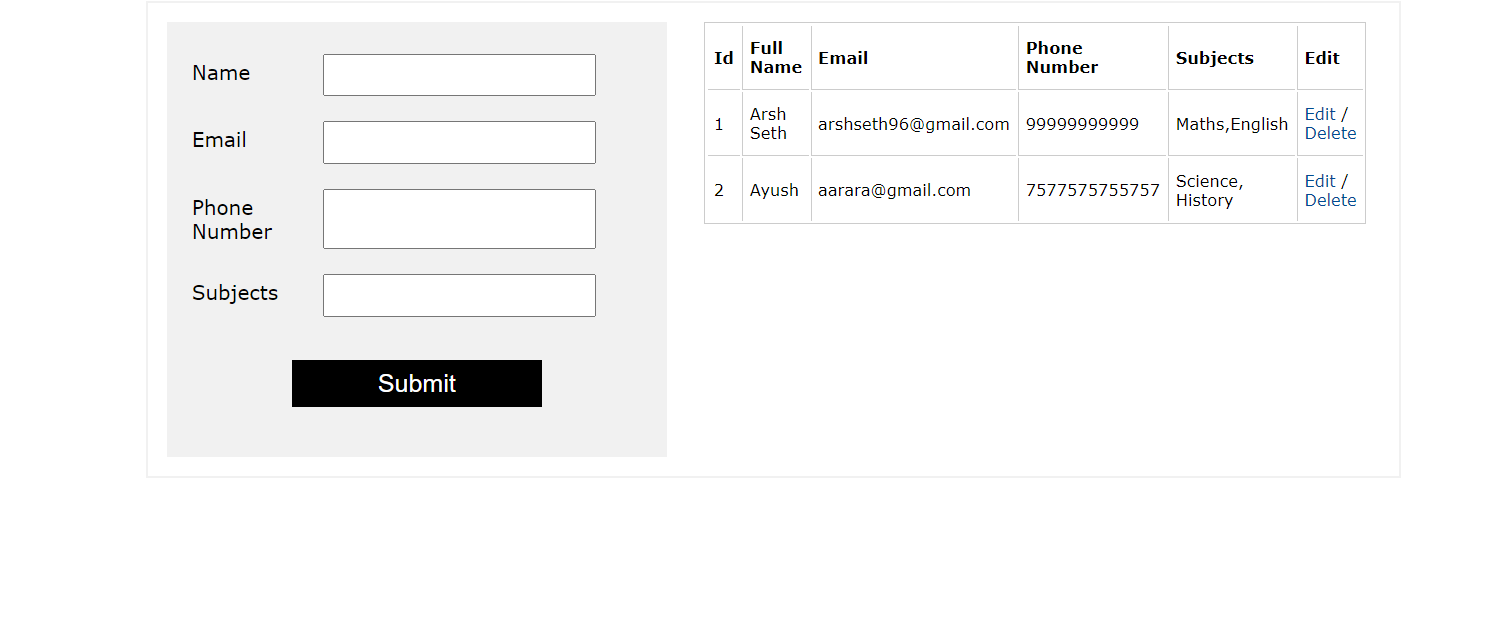 Name
Email
Phone
Number
Subjects
Submit
Id Full Name Email Phone Number Subjects Edit
1 Arsh Seth arshseth96@gmail.com 99999999999 Maths,English Edit / Delete
2 Ayush aarara@gmail.com 7577575755757 Science, History Edit / Delete